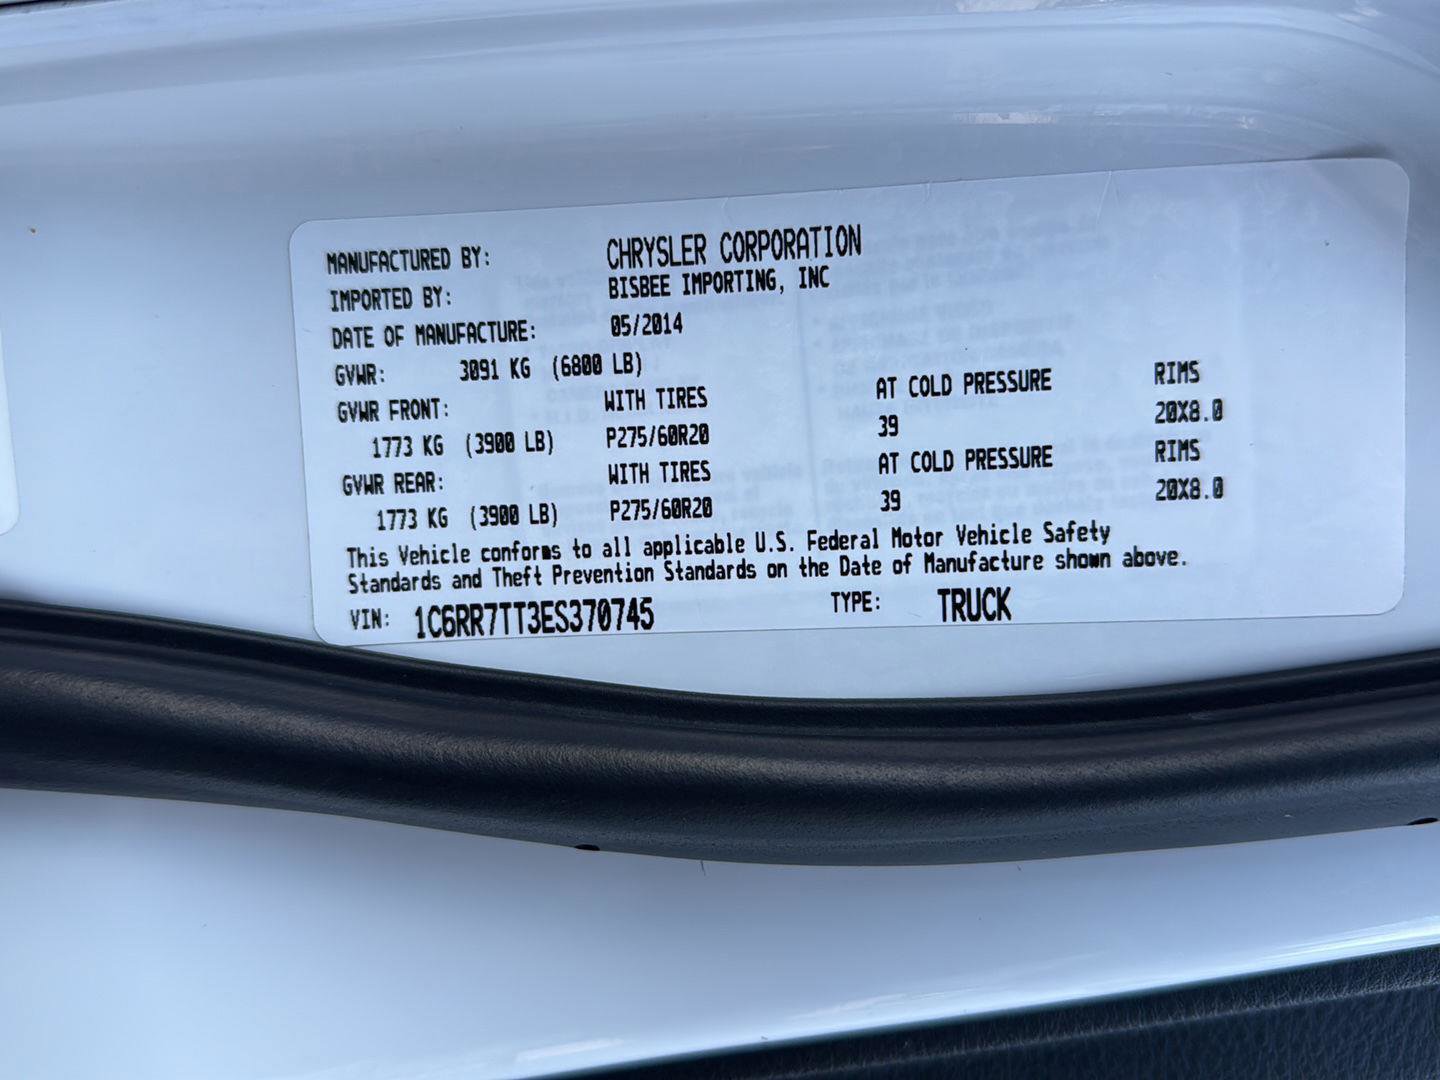 MANUFACTURED BY: CHRYSLER CORPORATION
IMPORTED BY: BISBEE IMPORTING, INC
DATE OF MANUFACTURE: 05/2014
GVWR: 3091 KG (6800 LB)
GVWR FRONT: WITH TIRES AT COLD PRESSURE RIMS
1773 KG (3900 LB) P275/60R20 39 20X8.0
GVWR REAR: WITH TIRES AT COLD PRESSURE RIMS
1773 KG (3900 LB) P275/60R20 39 20X8.0
This Vehicle conforms to all applicable U.S. Federal Motor Vehicle Safety
Standards and Theft Prevention Standards on the Date of Manufacture shown above.
VIN: 1C6RR7TT3ES370745 TYPE: TRUCK